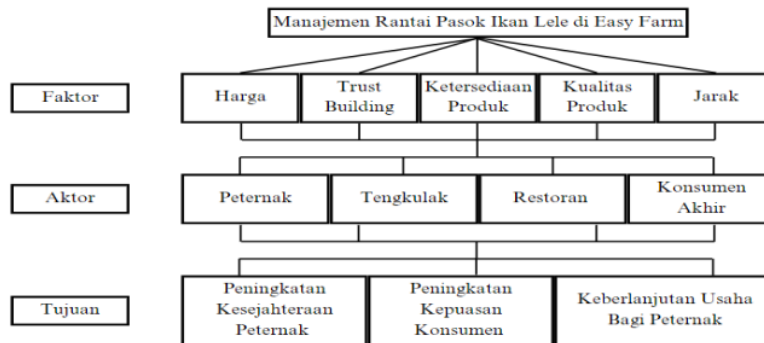 Manajemen Rantai Pasok Ikan Lele di Easy Farm
Faktor
Harga
Trust
Building
Ketersediaan
Produk
Kualitas
Produk
Jarak
Aktor
Peternak
Tengkulak
Restoran
Konsumen
Akhir
Tujuan
Peningkatan
Kesejahteraan
Peternak
Peningkatan
Kepuasan
Konsumen
Keberlanjutan Usaha
Bagi Peternak